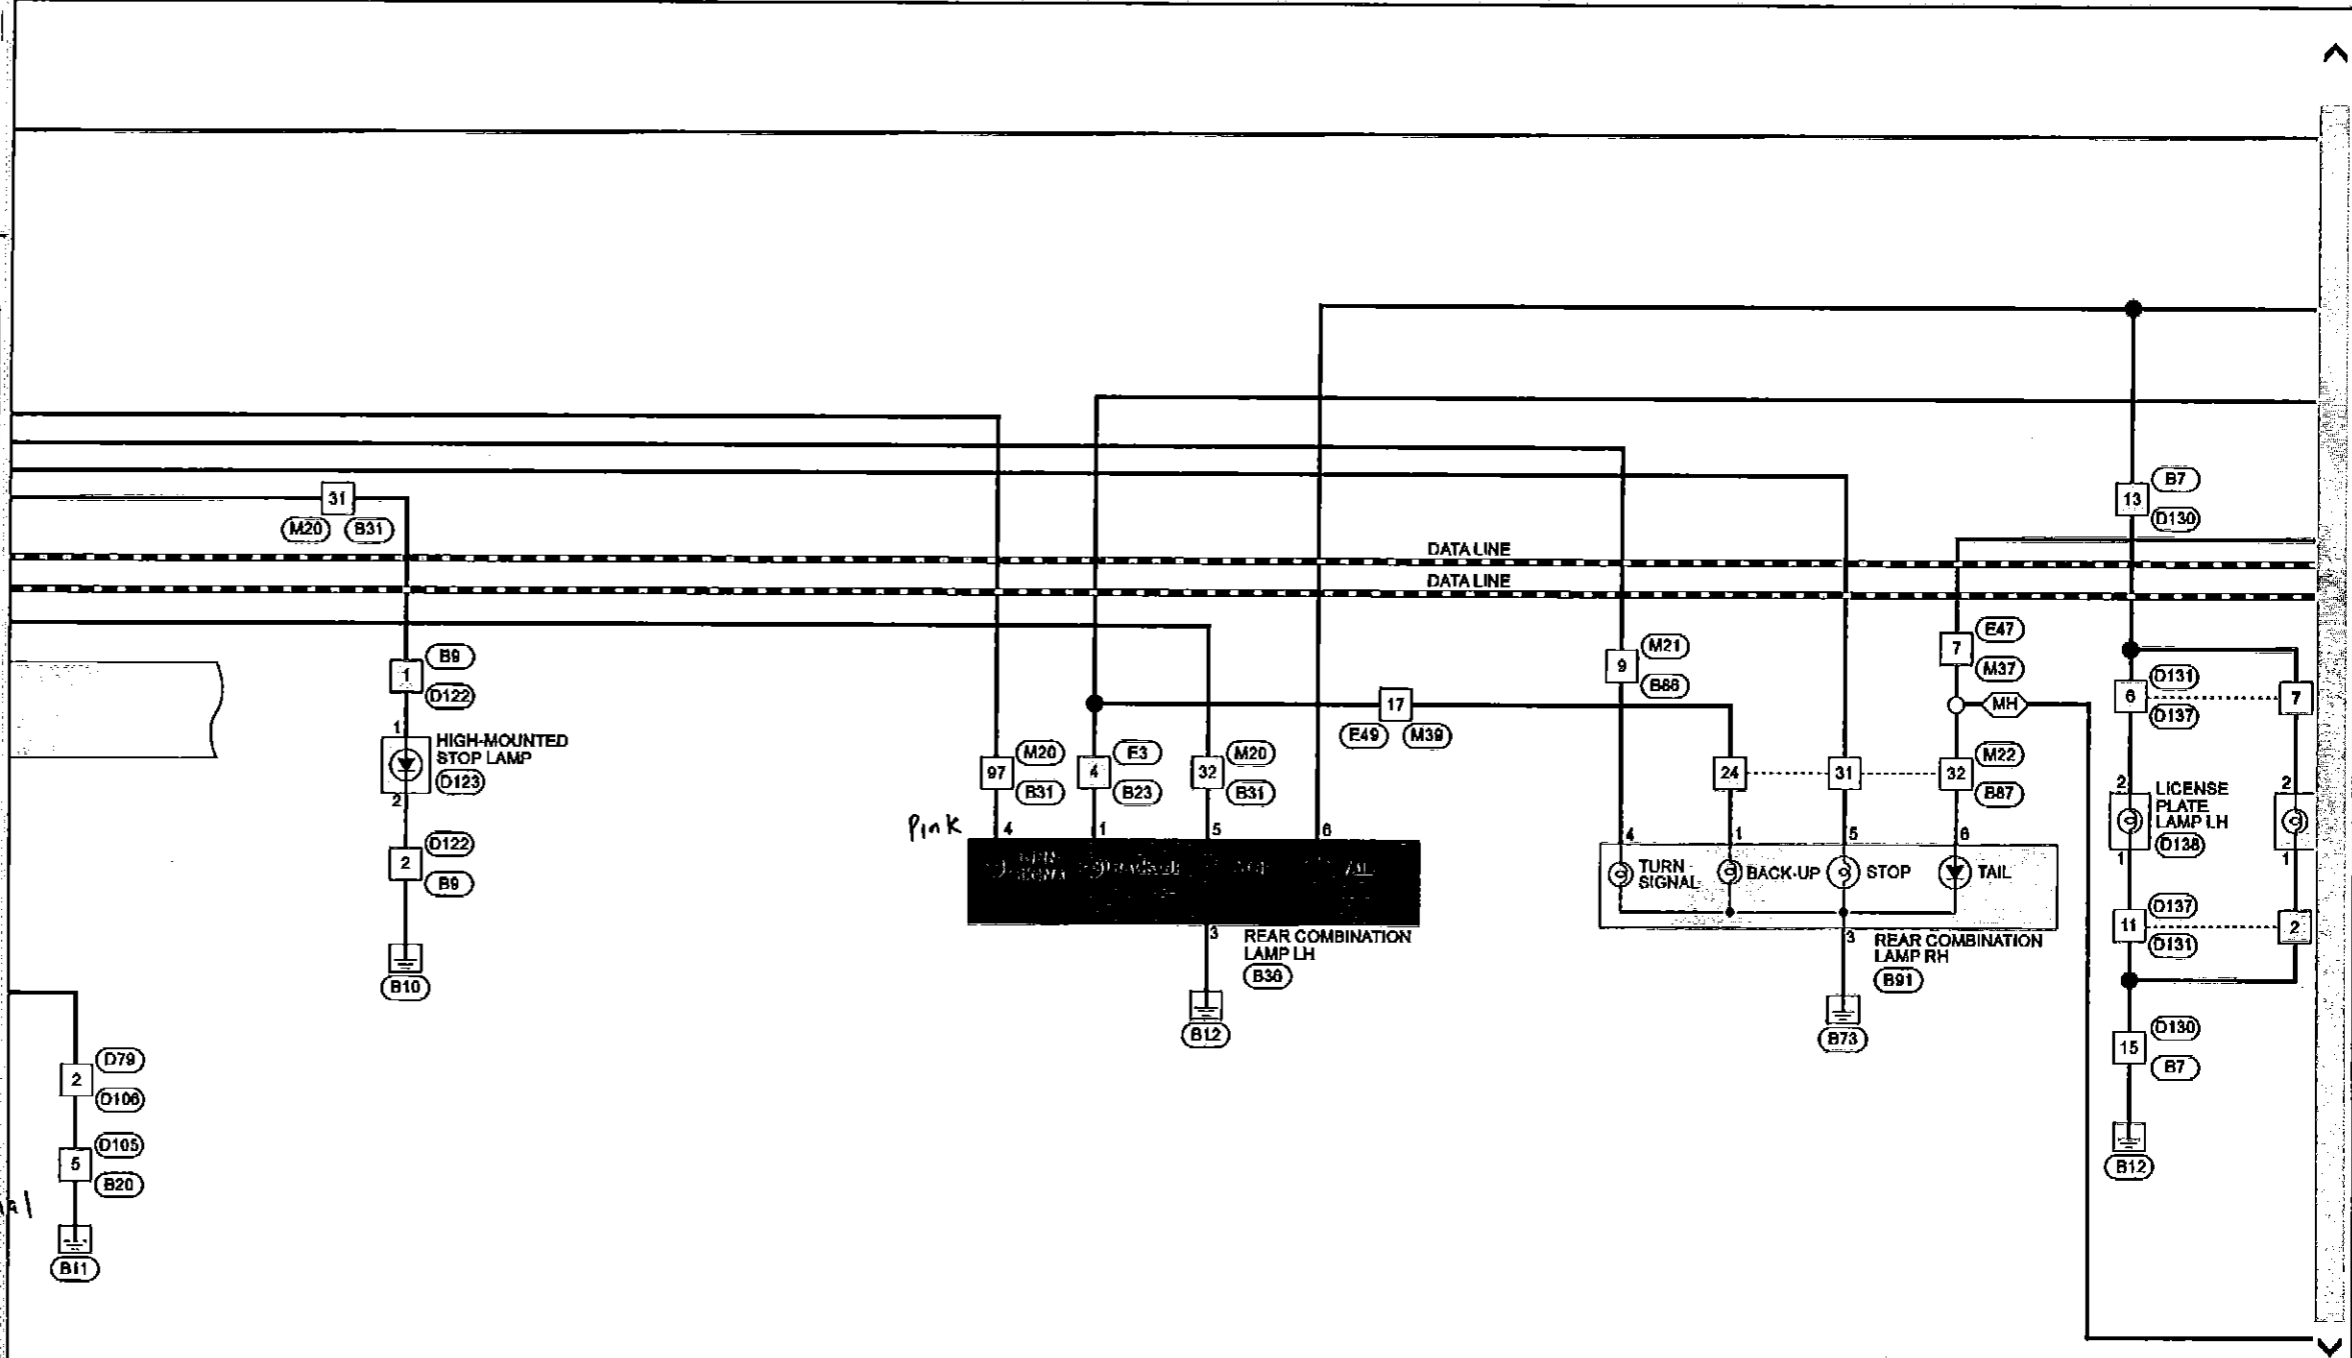 DATA LINE
DATA LINE
31
M20 B31
B9
1
D122
1
HIGH-MOUNTED
STOP LAMP
D123
2
D122
2
B9
B10
D79
2
D106
D105
5
B20
B11
Pink
97
M20
B31
4
4
E3
B23
1
32
M20
B31
5
6
17
E49 M39
3
REAR COMBINATION
LAMP LH
B12
9
M21
4
24
1
31
5
E47
7
M37
MH
M22
32
B87
6
TURN
SIGNAL
BACK-UP
STOP
TAIL
3
REAR COMBINATION
LAMP RH
B91
B73
B7
13
D130
D131
6
7
D137
2
LICENSE
PLATE
LAMP LH
1
2
1
D137
11
2
D131
D130
15
B7
B12